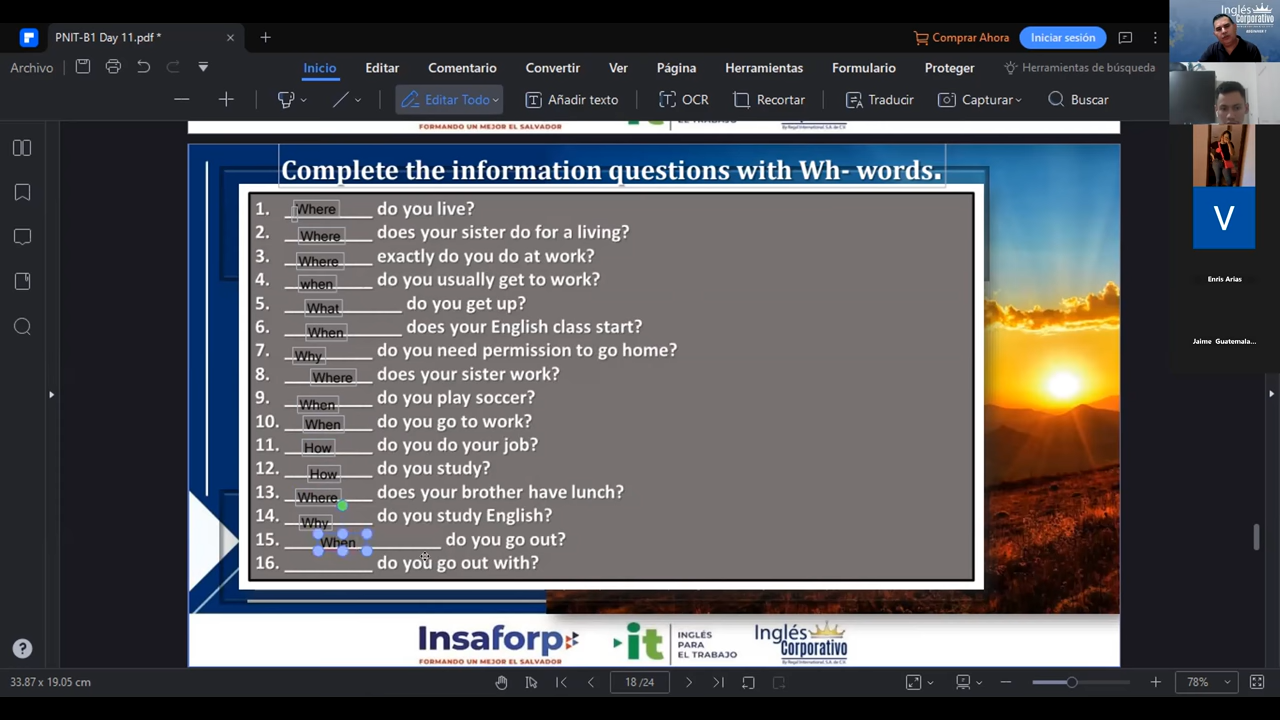 PNIT-B1 Day 11.pdf *
Comprar Ahora
Iniciar sesión
Archivo
Inicio
Editar
Comentario
Convertir
Ver
Página
Herramientas
Formulario
Proteger
Herramientas de búsqueda
Editar Todo
Añadir texto
OCR
Recortar
Traducir
Capturar
Buscar
FORMANDO UN MEJOR EL SALVADOR
EL TRABAJO
Complete the information questions with Wh- words.
1. Where do you live?
2. Where does your sister do for a living?
3. Where exactly do you do at work?
4. when do you usually get to work?
5. What do you get up?
6. When does your English class start?
7. Why do you need permission to go home?
8. Where does your sister work?
9. When do you play soccer?
10. When do you go to work?
11. How do you do your job?
12. How do you study?
13. Where does your brother have lunch?
14. Why do you study English?
15. When do you go out?
16. ________ do you go out with?
Insaforp
FORMANDO UN MEJOR EL SALVADOR
it
INGLÉS
PARA
EL TRABAJO
Inglés
Corporativo
33.87 x 19.05 cm
18 /24
78%
Inglés
Corporativo
V
Enris Arias
Jaime Guatemala...